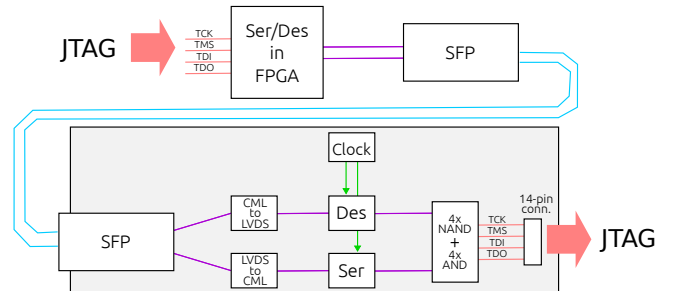 JTAG
TCK
TMS
TDI
TDO
Ser/Des
in
FPGA
SFP
Clock
SFP
CML
to
LVDS
Des
LVDS
to
CML
Ser
4x
NAND
+
4x
AND
TCK
TMS
TDI
TDO
14-pin
conn.
JTAG